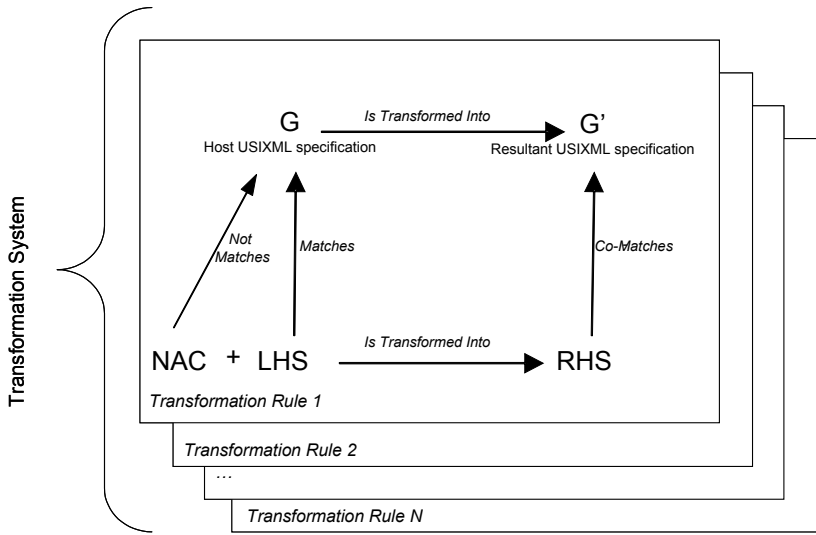 Transformation System
G
Is Transformed Into
G’
Host USIXML specification
Resultant USIXML specification
Not
Matches
Matches
Co-Matches
NAC + LHS
Is Transformed Into
RHS
Transformation Rule 1
Transformation Rule 2
…
Transformation Rule N